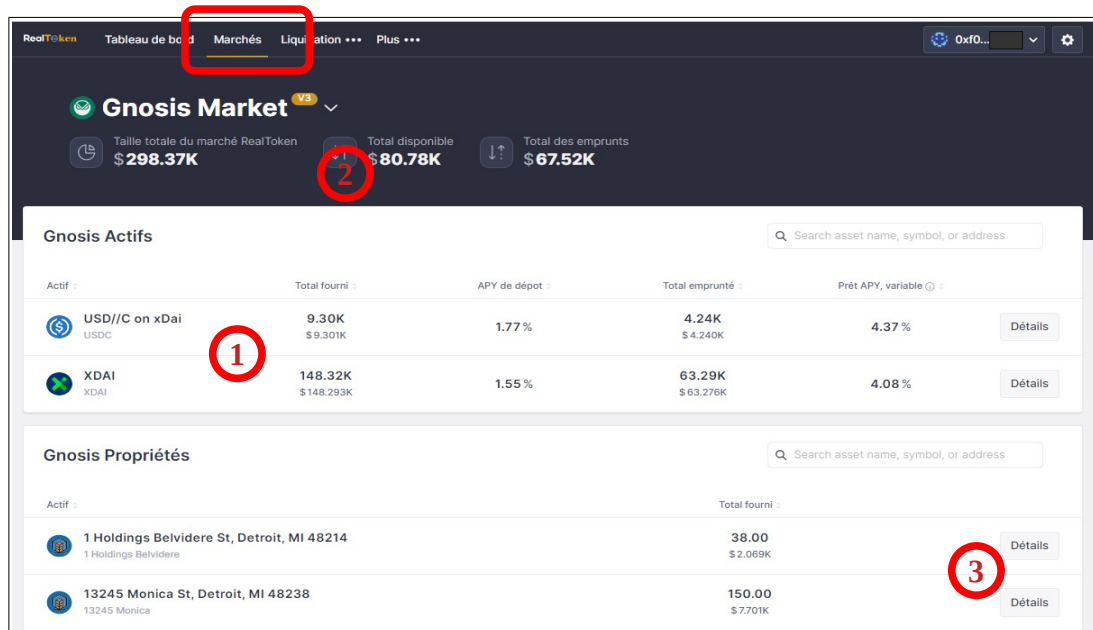 RealToken Tableau de bord Marchés Liquidation ••• Plus ••• 0xf0...
Gnosis Market V3
Taille totale du marché RealToken Total disponible Total des emprunts
$298.37K $80.78K $67.52K
2
Gnosis Actifs Search asset name, symbol, or address
Actif Total fourni APY de dépot Total emprunté Prêt APY, variable
USD//C on xDai 9.30K 1.77% 4.24K 4.37% Détails
USDC $9.301K $4.240K
1
XDAI 148.32K 1.55% 63.29K 4.08% Détails
XDAI $148.293K $63.276K
Gnosis Propriétés Search asset name, symbol, or address
Actif Total fourni
1 Holdings Belvidere St, Detroit, MI 48214 38.00 Détails
1 Holdings Belvidere $2.069K
3
13245 Monica St, Detroit, MI 48238 150.00 Détails
13245 Monica $7.701K